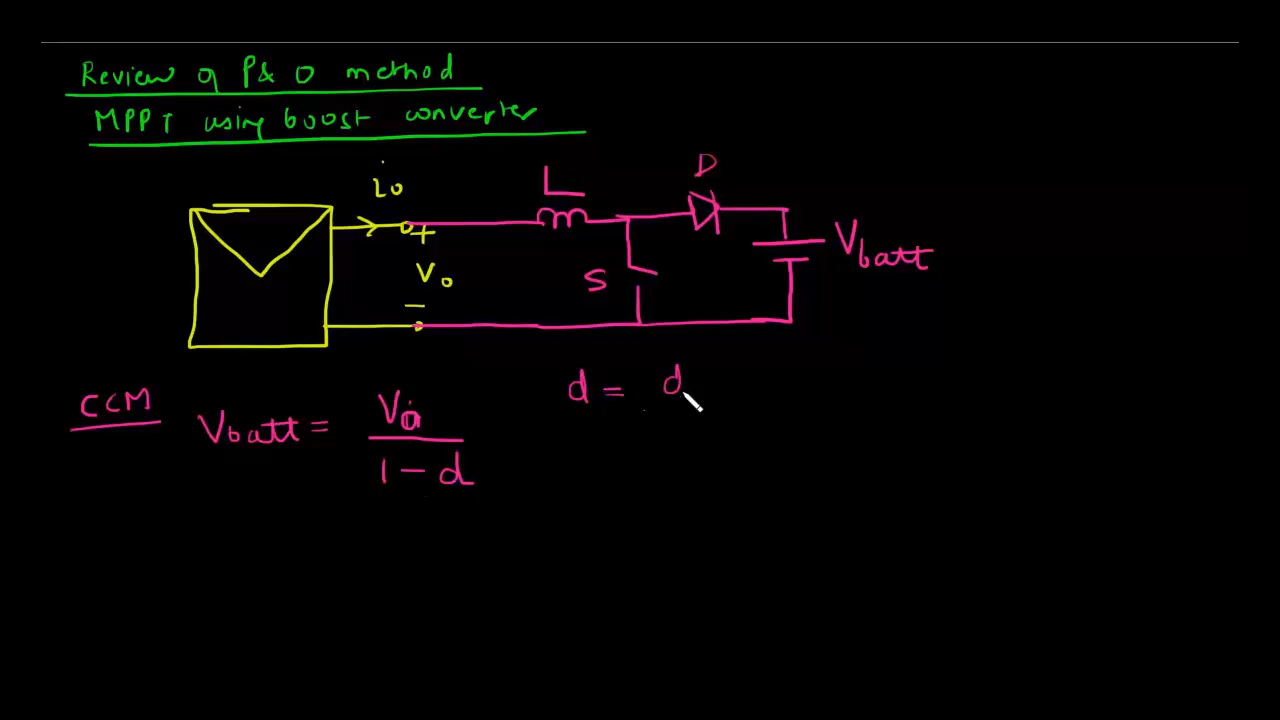 Review of P& O method
MPPT using boost converter
io
L
D
+
Vo
-
S
Vbatt
CCM
Vbatt = Vo / 1 - d
d = d